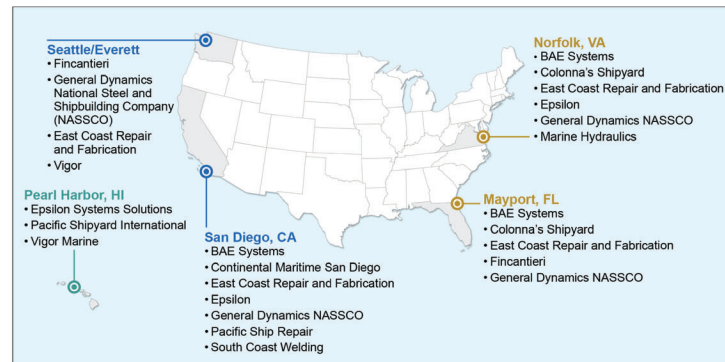 Seattle/Everett
• Fincantieri
• General Dynamics
National Steel and
Shipbuilding Company
(NASSCO)
• East Coast Repair
and Fabrication
• Vigor
Pearl Harbor, HI
• Epsilon Systems Solutions
• Pacific Shipyard International
• Vigor Marine
San Diego, CA
• BAE Systems
• Continental Maritime San Diego
• East Coast Repair and Fabrication
• Epsilon
• General Dynamics NASSCO
• Pacific Ship Repair
• South Coast Welding
Norfolk, VA
• BAE Systems
• Colonna's Shipyard
• East Coast Repair and Fabrication
• Epsilon
• General Dynamics NASSCO
• Marine Hydraulics
Mayport, FL
• BAE Systems
• Colonna's Shipyard
• East Coast Repair and Fabrication
• Fincantieri
• General Dynamics NASSCO